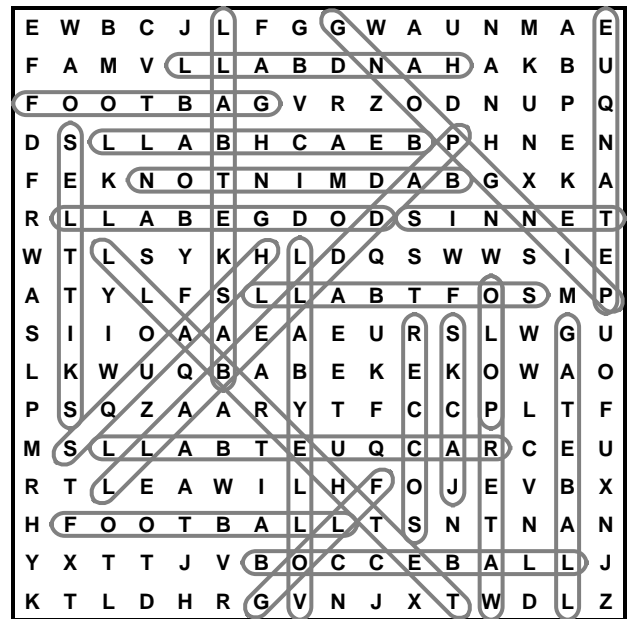 E W B C J L F G G W A U N M A E
F A M V L L A B D N A H A K B U
F O O T B A G V R Z O D N U P Q
D S L L A B H C A E B P H N E N
F E K N O T N I M D A B G X K A
R L L A B E G D O D S I N N E T
W T L S Y K H L D Q S W W S I E
A T Y L F S L L A B T F O S M P
S I I O A A E A E U R S L W G U
L K W U Q B A B E K E K O W A O
P S Q Z A A R Y T F C C P L T F
M S L L A B T E U Q C A R C E U
R T L E A W I L H F O J E V B X
H F O O T B A L L T S N T N A N
Y X T T J V B O C C E B A L L J
K T L D H R G V N J X T W D L Z